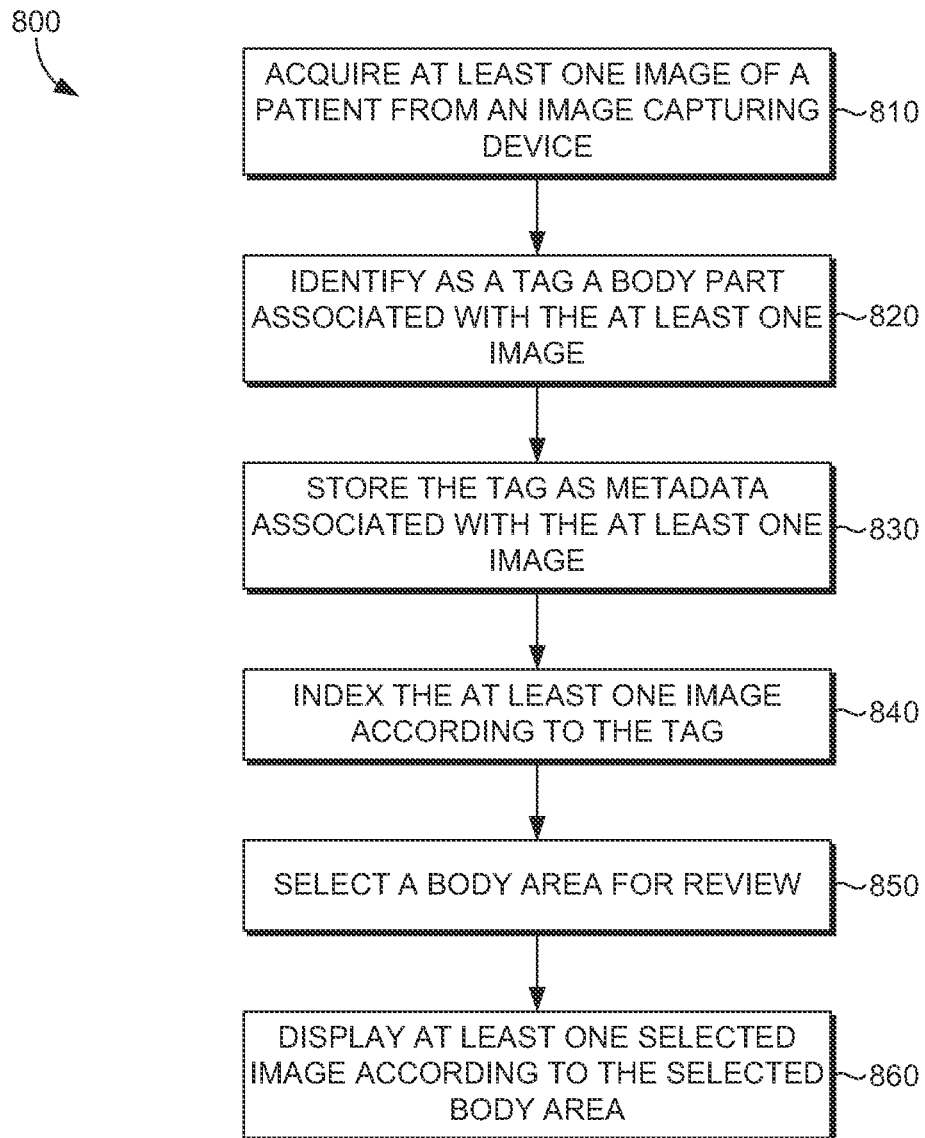 800
ACQUIRE AT LEAST ONE IMAGE OF A
PATIENT FROM AN IMAGE CAPTURING
DEVICE
810
IDENTIFY AS A TAG A BODY PART
ASSOCIATED WITH THE AT LEAST ONE
IMAGE
820
STORE THE TAG AS METADATA
ASSOCIATED WITH THE AT LEAST ONE
IMAGE
830
INDEX THE AT LEAST ONE IMAGE
ACCORDING TO THE TAG
840
SELECT A BODY AREA FOR REVIEW
850
DISPLAY AT LEAST ONE SELECTED
IMAGE ACCORDING TO THE SELECTED
BODY AREA
860